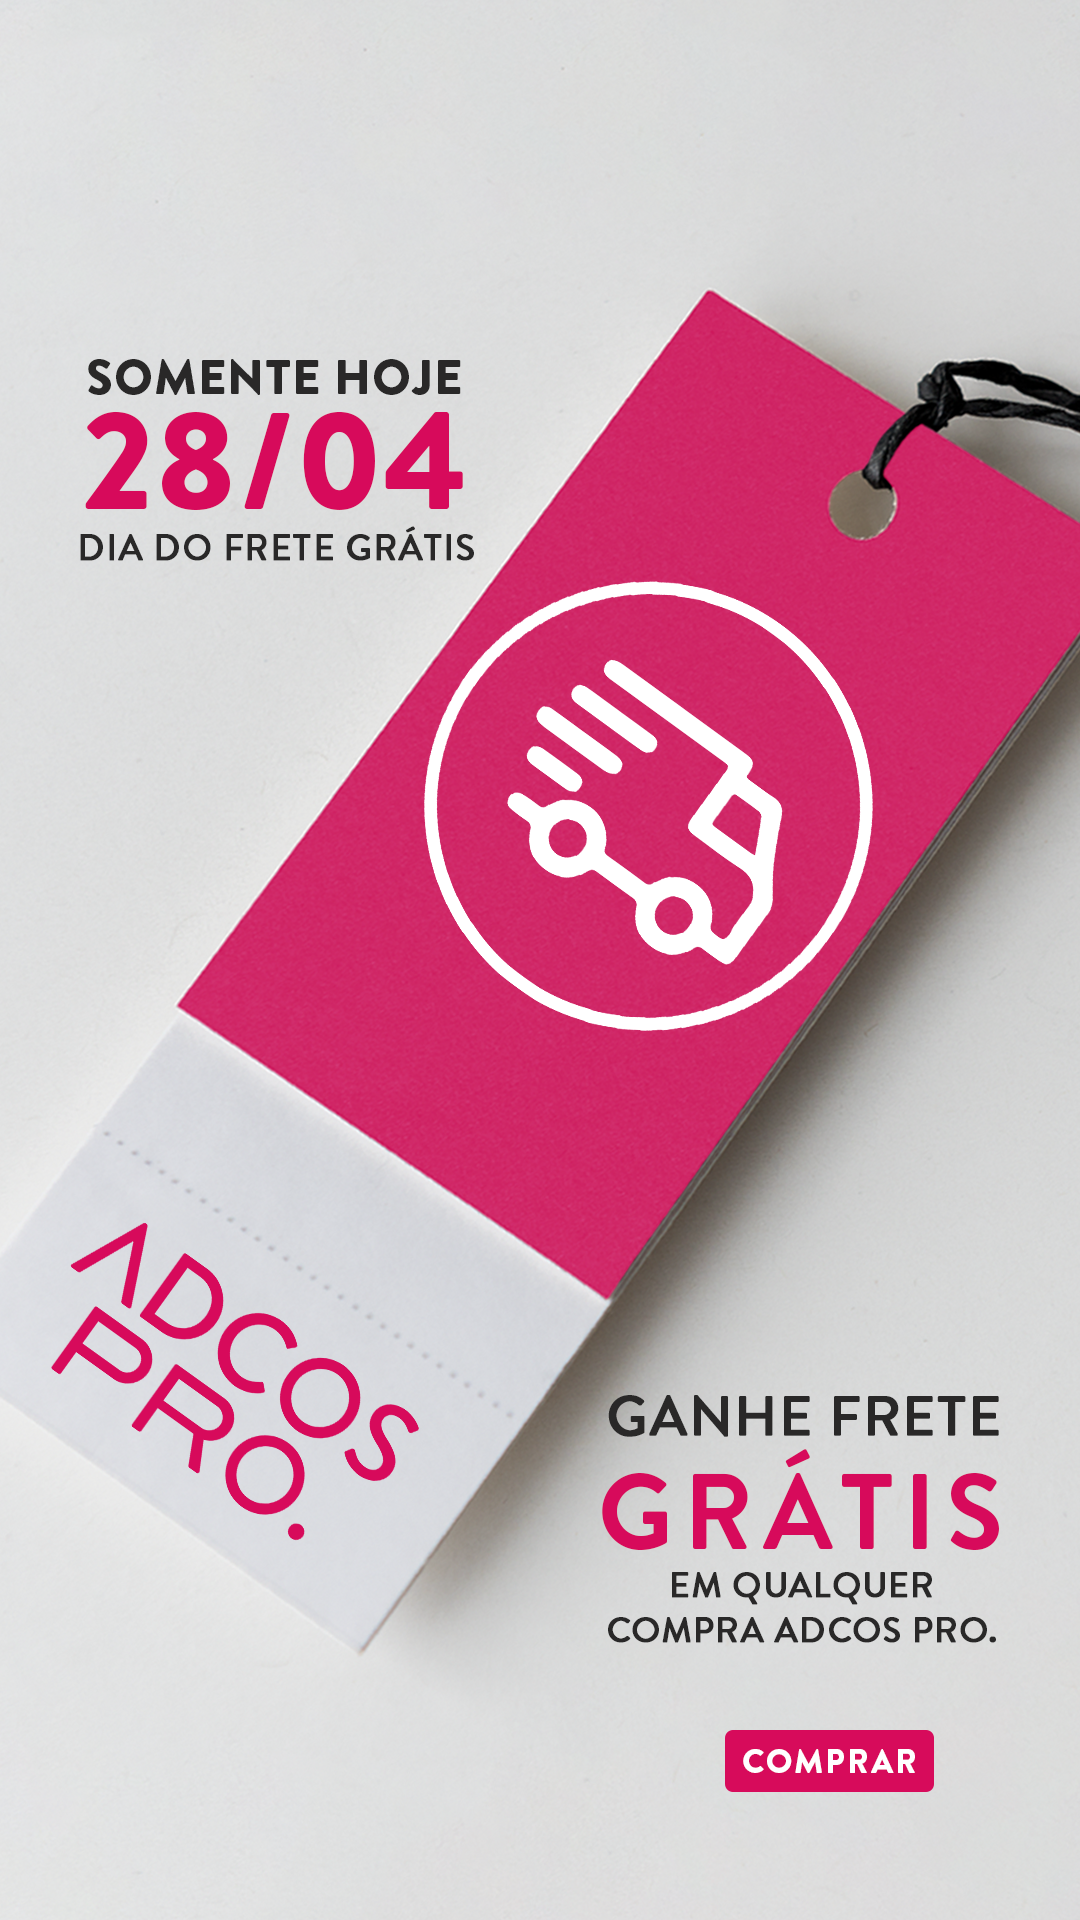 SOMENTE HOJE
28/04
DIA DO FRETE GRÁTIS
ADCOS
PRO.
GANHE FRETE
GRÁTIS
EM QUALQUER
COMPRA ADCOS PRO.
COMPRAR